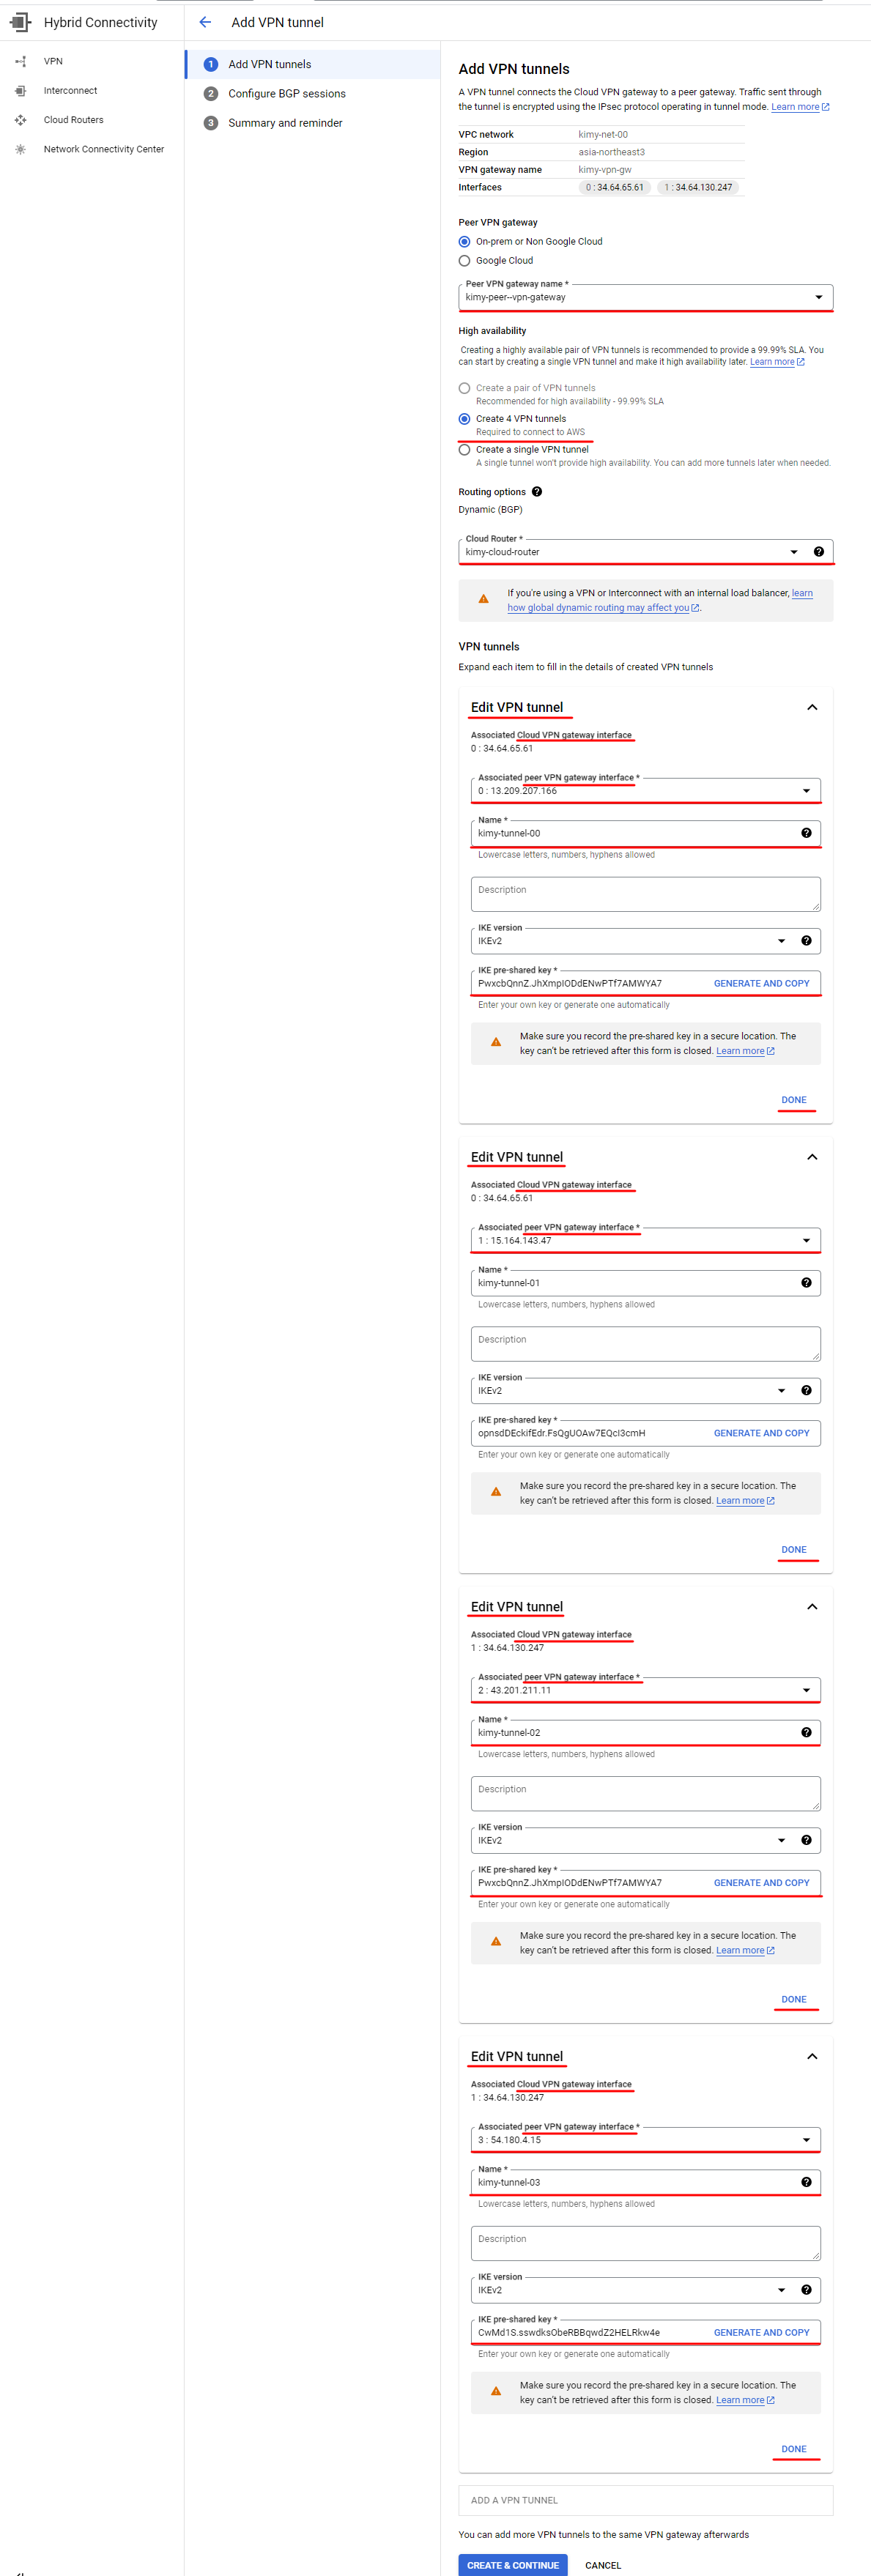 Hybrid Connectivity
Add VPN tunnel
VPN
Interconnect
Cloud Routers
Network Connectivity Center
1 Add VPN tunnels
2 Configure BGP sessions
3 Summary and reminder
Add VPN tunnels
A VPN tunnel connects the Cloud VPN gateway to a peer gateway. Traffic sent through
the tunnel is encrypted using the IPsec protocol operating in tunnel mode. Learn more
VPC network kimy-net-00
Region asia-northeast3
VPN gateway name kimy-vpn-gw
Interfaces 0 : 34.64.65.61 1 : 34.64.130.247
Peer VPN gateway
On-prem or Non Google Cloud
Google Cloud
Peer VPN gateway name *
kimy-peer--vpn-gateway
High availability
Creating a highly available pair of VPN tunnels is recommended to provide a 99.99% SLA. You
can start by creating a single VPN tunnel and make it high availability later. Learn more
Create a pair of VPN tunnels
Recommended for high availability - 99.99% SLA
Create 4 VPN tunnels
Required to connect to AWS
Create a single VPN tunnel
A single tunnel won't provide high availability. You can add more tunnels later when needed.
Routing options
Dynamic (BGP)
Cloud Router *
kimy-cloud-router
If you're using a VPN or Interconnect with an internal load balancer, learn
how global dynamic routing may affect you.
VPN tunnels
Expand each item to fill in the details of created VPN tunnels
Edit VPN tunnel
Associated Cloud VPN gateway interface
0 : 34.64.65.61
Associated peer VPN gateway interface *
0 : 13.209.207.166
Name *
kimy-tunnel-00
Lowercase letters, numbers, hyphens allowed
Description
IKE version
IKEv2
IKE pre-shared key *
PwxcbQnnZ.JhXmpIODdENwPTf7AMWYA7 GENERATE AND COPY
Enter your own key or generate one automatically
Make sure you record the pre-shared key in a secure location. The
key can't be retrieved after this form is closed. Learn more
DONE
Edit VPN tunnel
Associated Cloud VPN gateway interface
0 : 34.64.65.61
Associated peer VPN gateway interface *
1 : 15.164.143.47
Name *
kimy-tunnel-01
Lowercase letters, numbers, hyphens allowed
Description
IKE version
IKEv2
IKE pre-shared key *
opnsdDEckifEdr.FsQgUOAw7EQcI3cmH GENERATE AND COPY
Enter your own key or generate one automatically
Make sure you record the pre-shared key in a secure location. The
key can't be retrieved after this form is closed. Learn more
DONE
Edit VPN tunnel
Associated Cloud VPN gateway interface
1 : 34.64.130.247
Associated peer VPN gateway interface *
2 : 43.201.211.11
Name *
kimy-tunnel-02
Lowercase letters, numbers, hyphens allowed
Description
IKE version
IKEv2
IKE pre-shared key *
PwxcbQnnZ.JhXmpIODdENwPTf7AMWYA7 GENERATE AND COPY
Enter your own key or generate one automatically
Make sure you record the pre-shared key in a secure location. The
key can't be retrieved after this form is closed. Learn more
DONE
Edit VPN tunnel
Associated Cloud VPN gateway interface
1 : 34.64.130.247
Associated peer VPN gateway interface *
3 : 54.180.4.15
Name *
kimy-tunnel-03
Lowercase letters, numbers, hyphens allowed
Description
IKE version
IKEv2
IKE pre-shared key *
CwMd1S.sswdksObeRBBqwdZ2HELRkw4e GENERATE AND COPY
Enter your own key or generate one automatically
Make sure you record the pre-shared key in a secure location. The
key can't be retrieved after this form is closed. Learn more
DONE
ADD A VPN TUNNEL
You can add more VPN tunnels to the same VPN gateway afterwards
CREATE & CONTINUE CANCEL